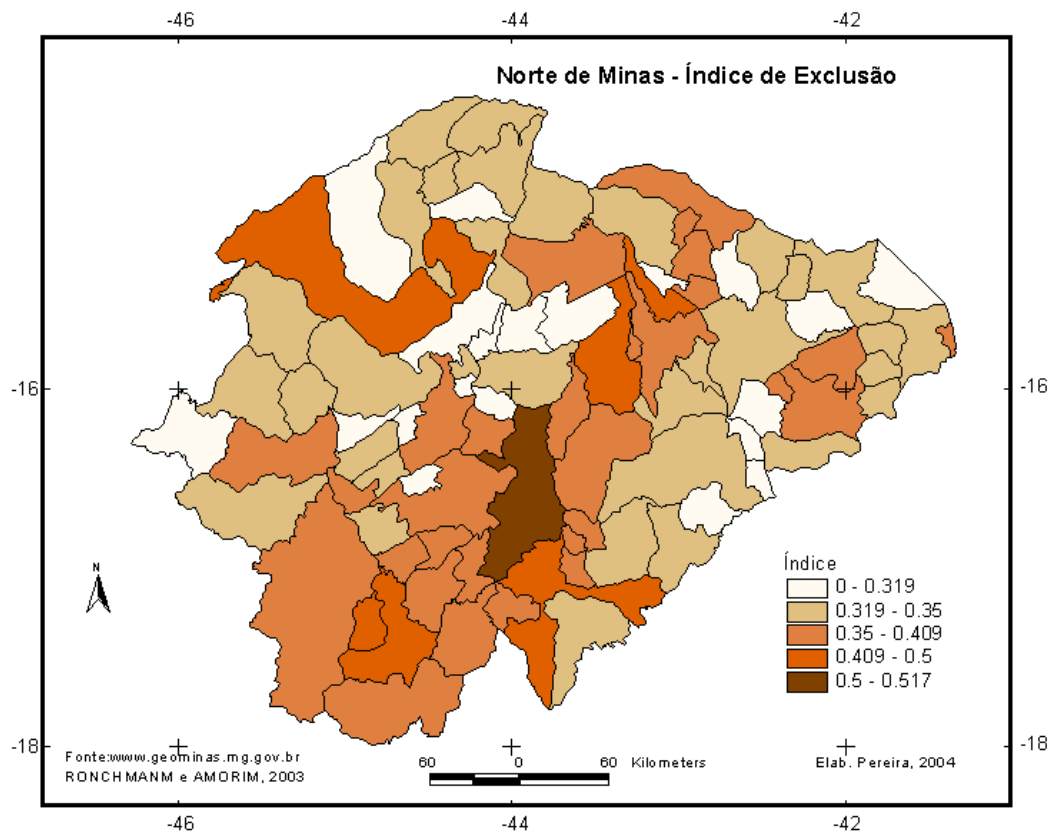 -46 -44 -42
Norte de Minas - Índice de Exclusão
-16 -16
N
Índice
0 - 0.319
0.319 - 0.35
0.35 - 0.409
0.409 - 0.5
0.5 - 0.517
-18 -18
Fonte:www.geominas.mg.gov.br
RONCHMANM e AMORIM, 2003
60 0 60 Kilometers
Elab. Pereira, 2004
-46 -44 -42